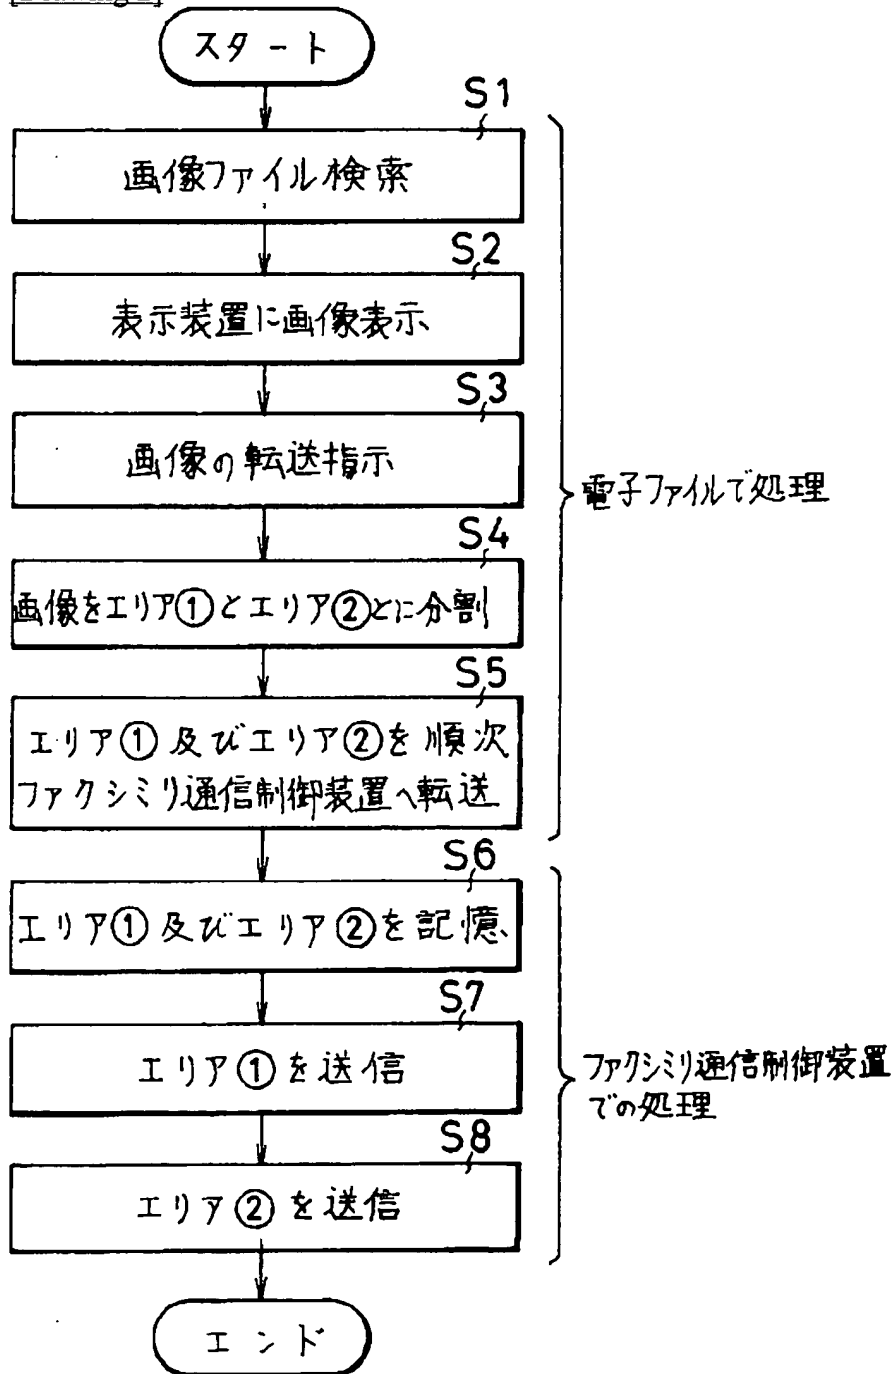 スタート
S1
画像ファイル検索
S2
表示装置に画像表示
S3
画像の転送指示
電子ファイルで処理
S4
画像をエリア①とエリア②とに分割
S5
エリア①及びエリア②を順次
ファクシミリ通信制御装置へ転送
S6
エリア①及びエリア②を記憶
S7
エリア①を送信
ファクシミリ通信制御装置
での処理
S8
エリア②を送信
エンド